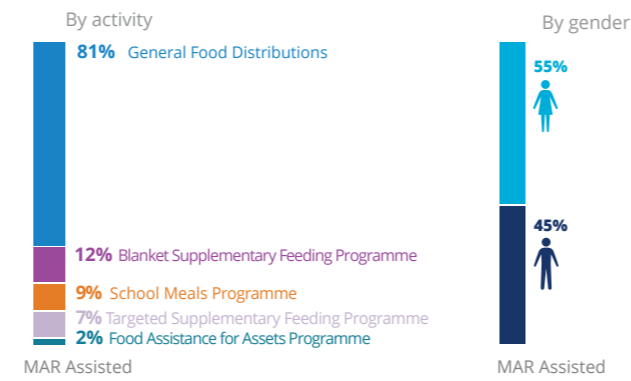 By activity
81% General Food Distributions
12% Blanket Supplementary Feeding Programme
9% School Meals Programme
7% Targeted Supplementary Feeding Programme
2% Food Assistance for Assets Programme
MAR Assisted
By gender
55%
45%
MAR Assisted